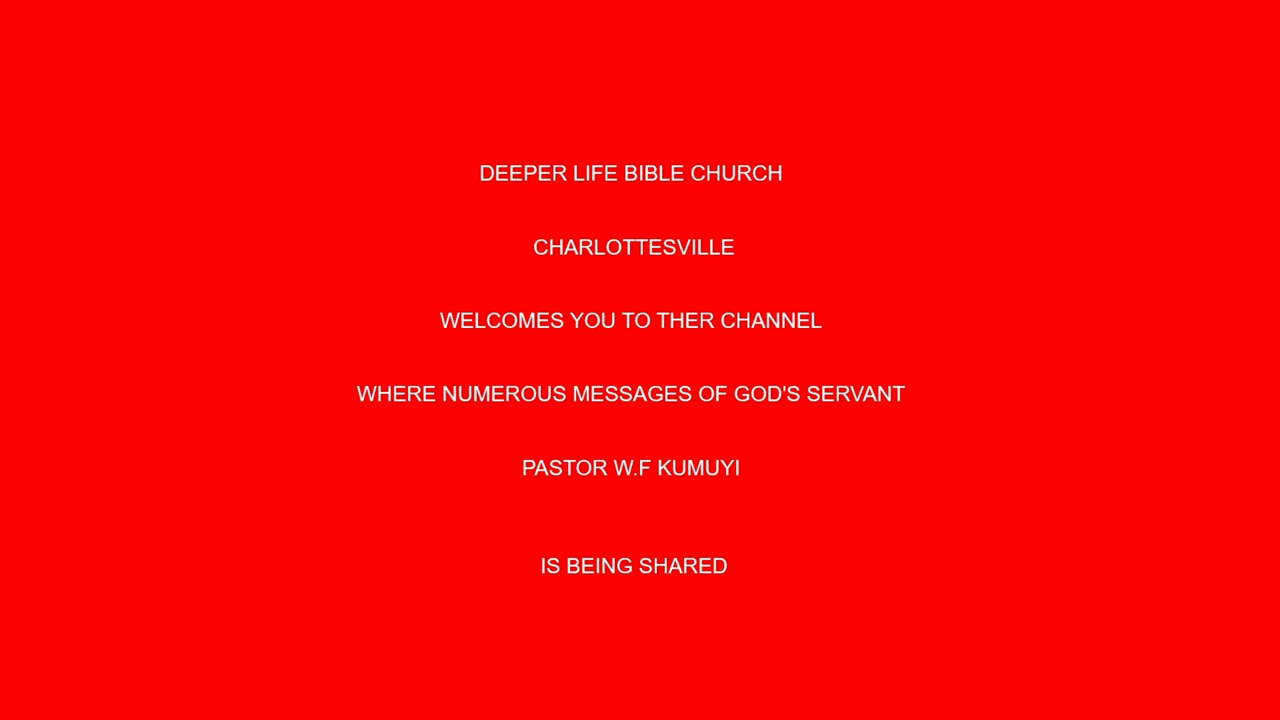 DEEPER LIFE BIBLE CHURCH
CHARLOTTESVILLE
WELCOMES YOU TO THER CHANNEL
WHERE NUMEROUS MESSAGES OF GOD'S SERVANT
PASTOR W.F KUMUYI
IS BEING SHARED